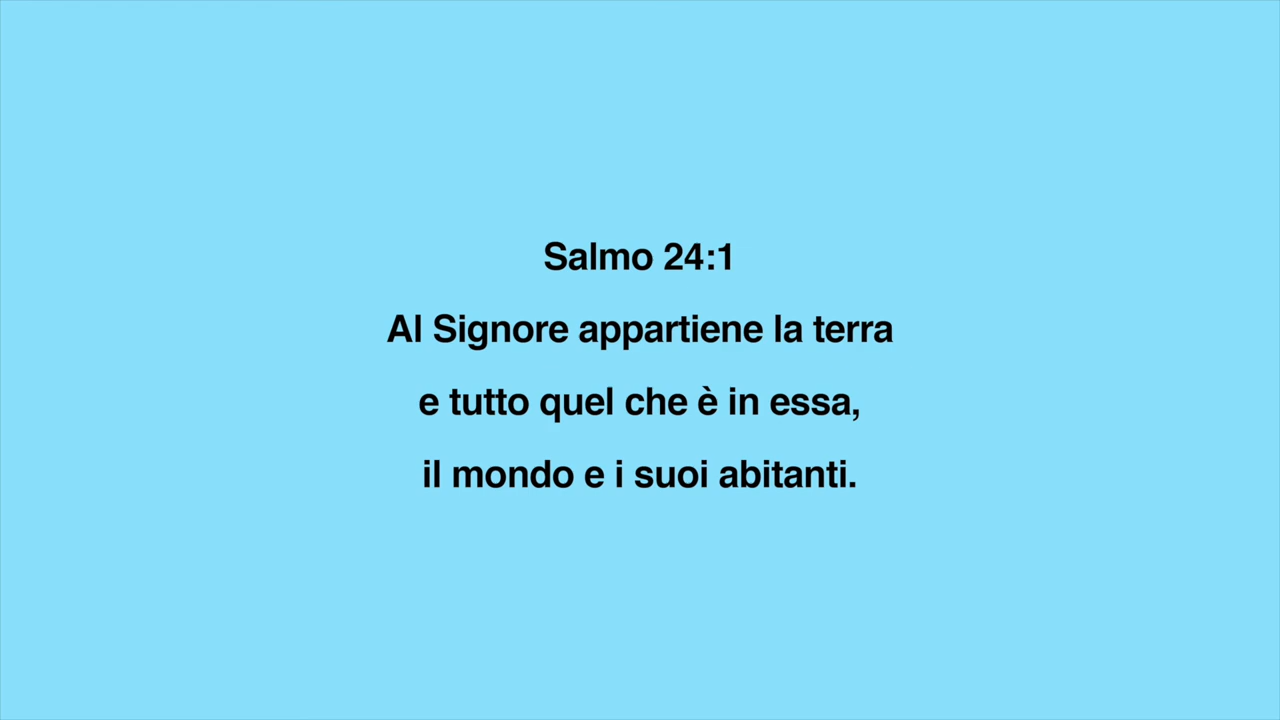 Salmo 24:1
Al Signore appartiene la terra
e tutto quel che è in essa,
il mondo e i suoi abitanti.